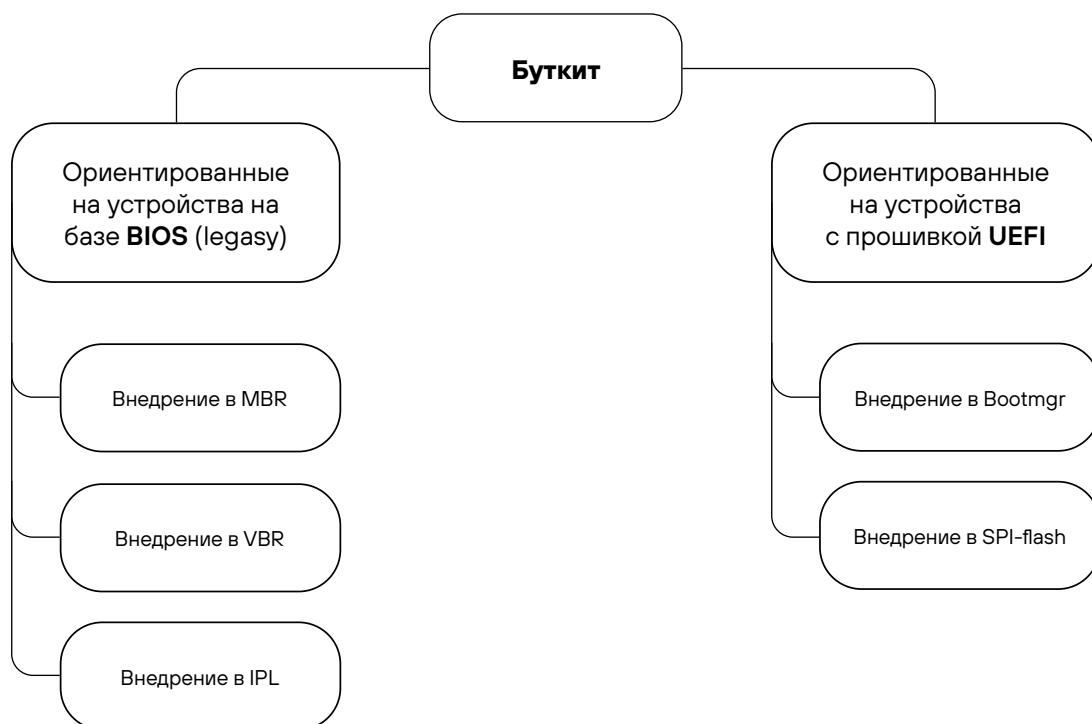 Буткит
Ориентированные
на устройства на
базе BIOS (legasy)
Внедрение в MBR
Внедрение в VBR
Внедрение в IPL
Ориентированные
на устройства
с прошивкой UEFI
Внедрение в Bootmgr
Внедрение в SPI-flash